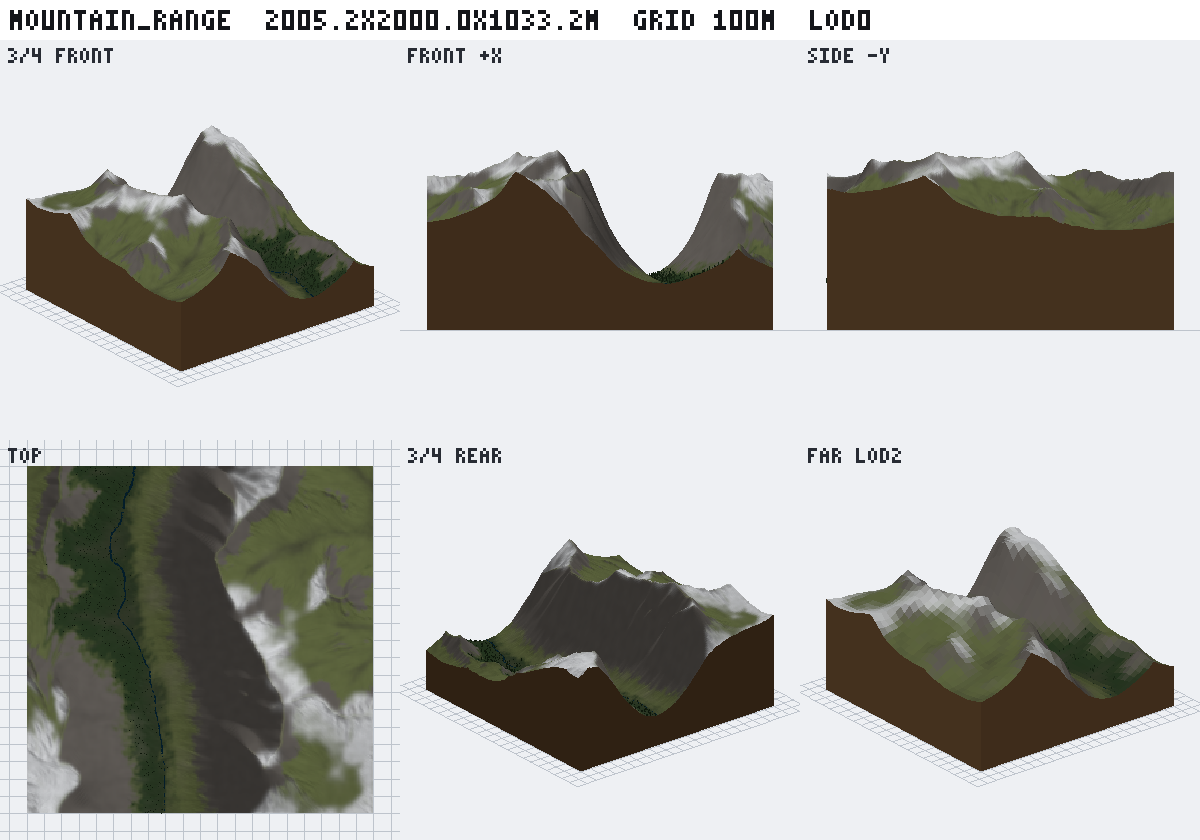 MOUNTAIN_RANGE 2005.2X2000.0X1033.2M GRID 100M LOD0
3/4 FRONT
FRONT +X
SIDE -Y
TOP
3/4 REAR
FAR LOD2